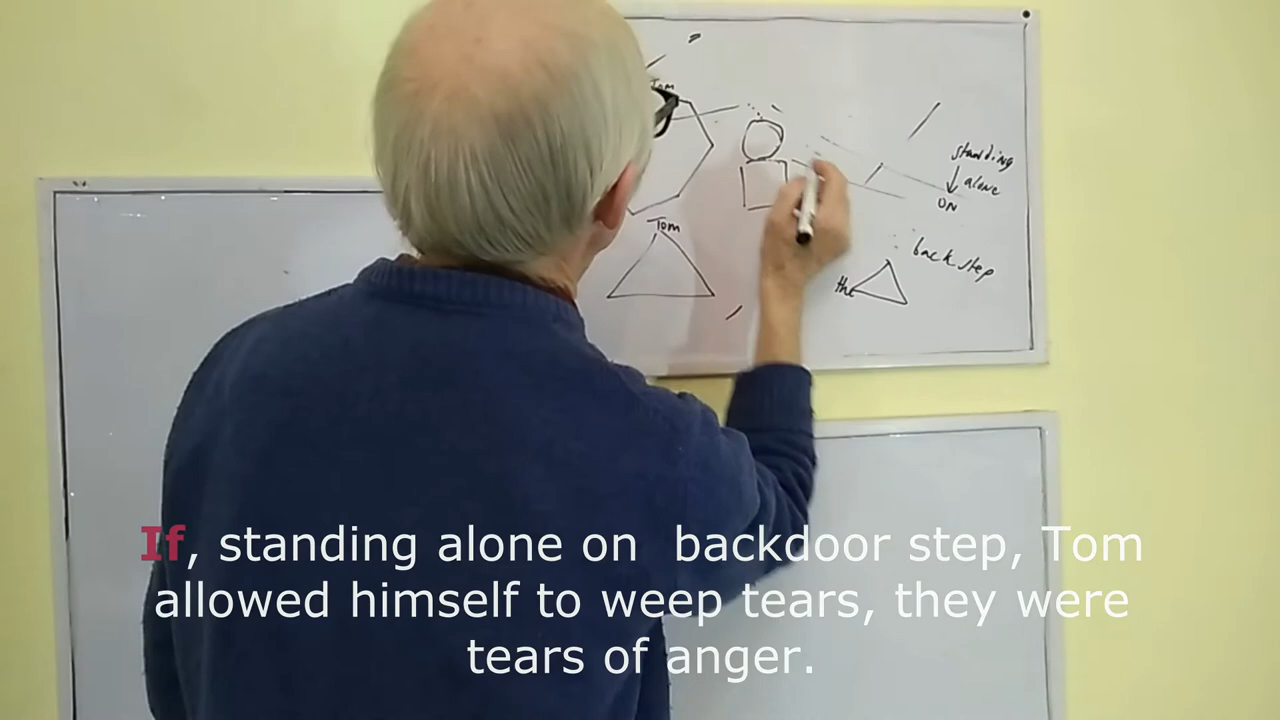 Tom
standing
alone
ON
Tom
back step
the
If, standing alone on  backdoor step, Tom
allowed himself to weep tears, they were
tears of anger.